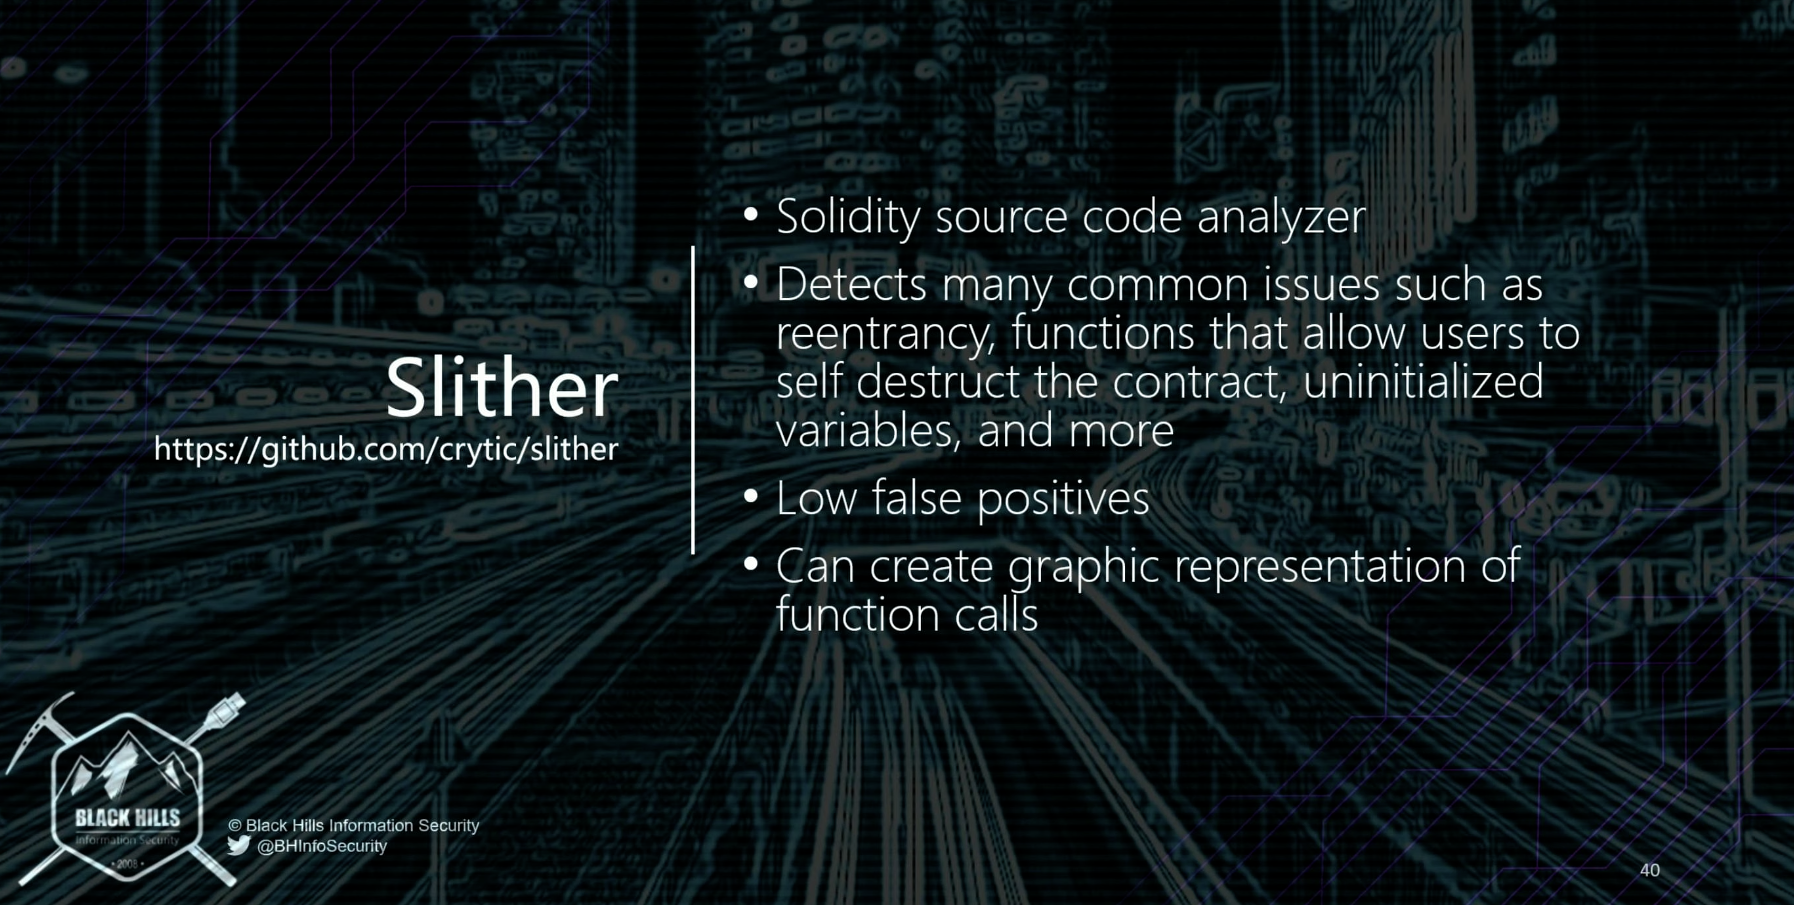 Slither
https://github.com/crytic/slither
• Solidity source code analyzer
• Detects many common issues such as
reentrancy, functions that allow users to
self destruct the contract, uninitialized
variables, and more
• Low false positives
• Can create graphic representation of
function calls
BLACK HILLS
Information Security
• 2008 •
© Black Hills Information Security
@BHInfoSecurity
40